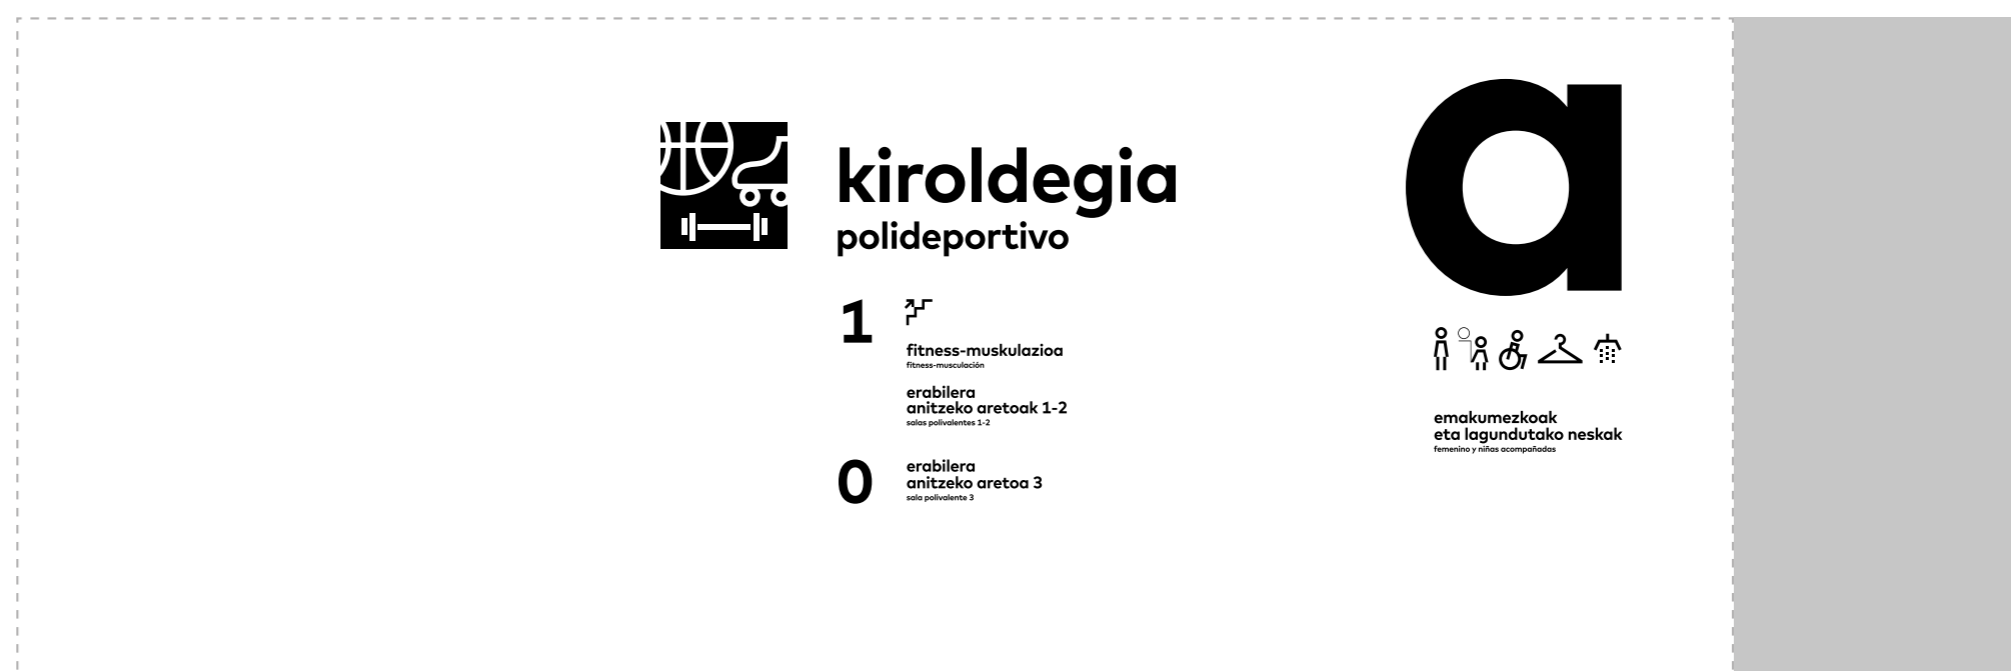 kiroldegia
polideportivo
1
fitness-muskulazioa
fitness-musculación
erabilera
anitzeko aretoak 1-2
salas polivalentes 1-2
0
erabilera
anitzeko aretoa 3
sala polivalente 3
a
emakumezkoak
eta lagundutako neskak
femenino y niñas acompañadas